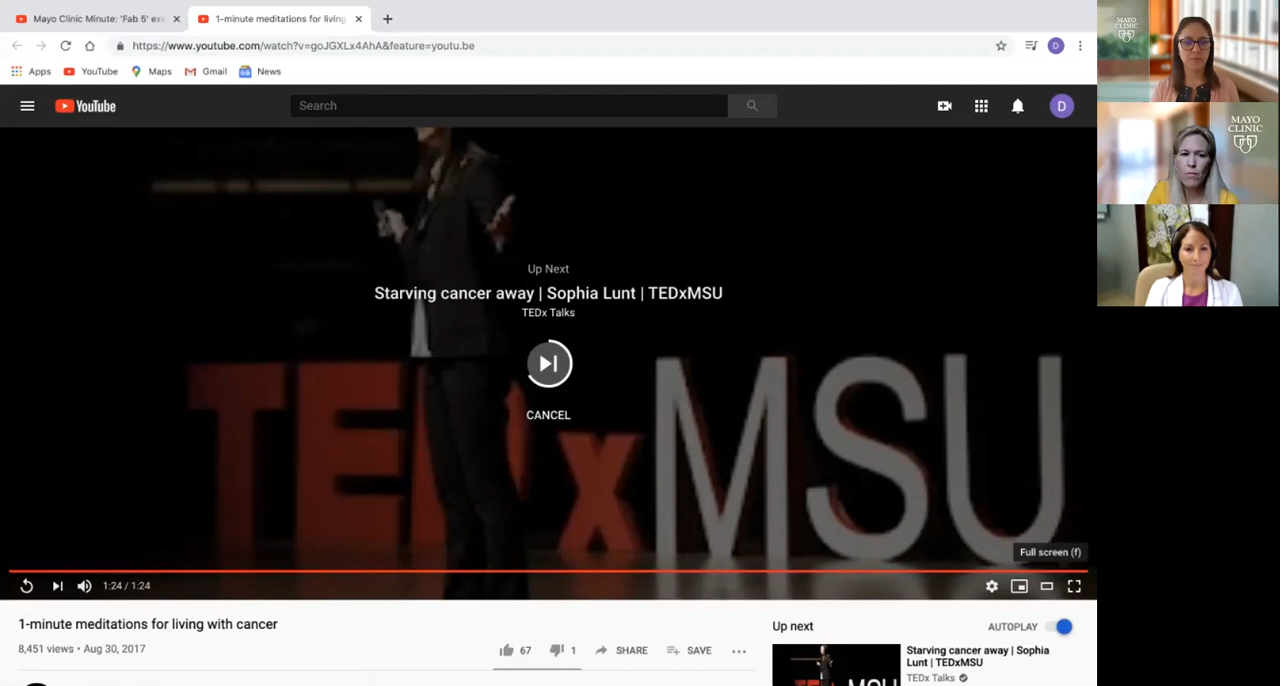 Mayo Clinic Minute: 'Fab 5' exe
1-minute meditations for living
https://www.youtube.com/watch?v=goJGXLx4AhA&feature=youtu.be
D
Apps
YouTube
Maps
Gmail
News
YouTube
Search
D
Up Next
Starving cancer away | Sophia Lunt | TEDxMSU
TEDx Talks
CANCEL
TEDxMSU
Full screen (f)
1:24 / 1:24
1-minute meditations for living with cancer
8,451 views • Aug 30, 2017
67
1
SHARE
SAVE
Up next
AUTOPLAY
Starving cancer away | Sophia
Lunt | TEDxMSU
TEDx Talks
MAYO
CLINIC
MAYO
CLINIC